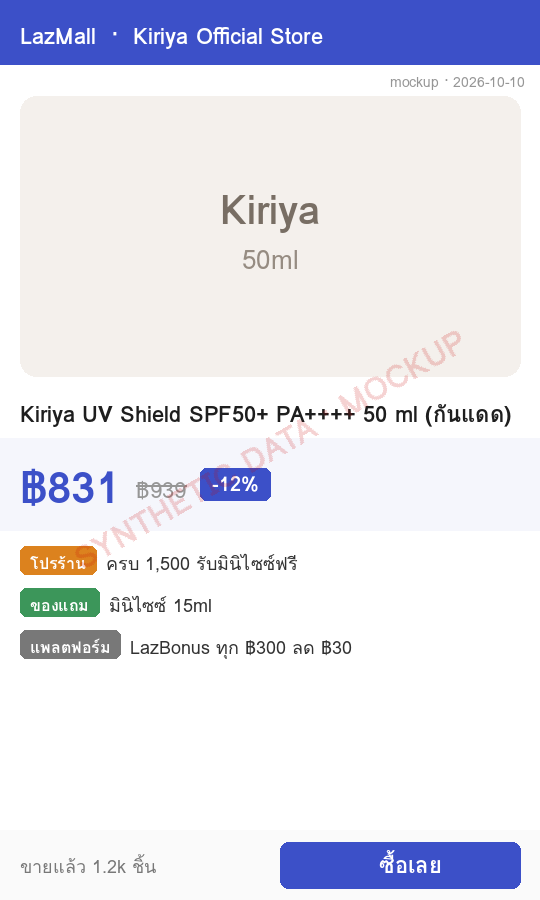 LazMall · Kiriya Official Store
mockup · 2026-10-10
Kiriya
50ml
SYNTHETIC DATA · MOCKUP
Kiriya UV Shield SPF50+ PA++++ 50 ml (กันแดด)
฿831 ฿939 -12%
โปรร้าน ครบ 1,500 รับมินิไซซ์ฟรี
ของแถม มินิไซซ์ 15ml
แพลตฟอร์ม LazBonus ทุก ฿300 ลด ฿30
ขายแล้ว 1.2k ชิ้น ซื้อเลย